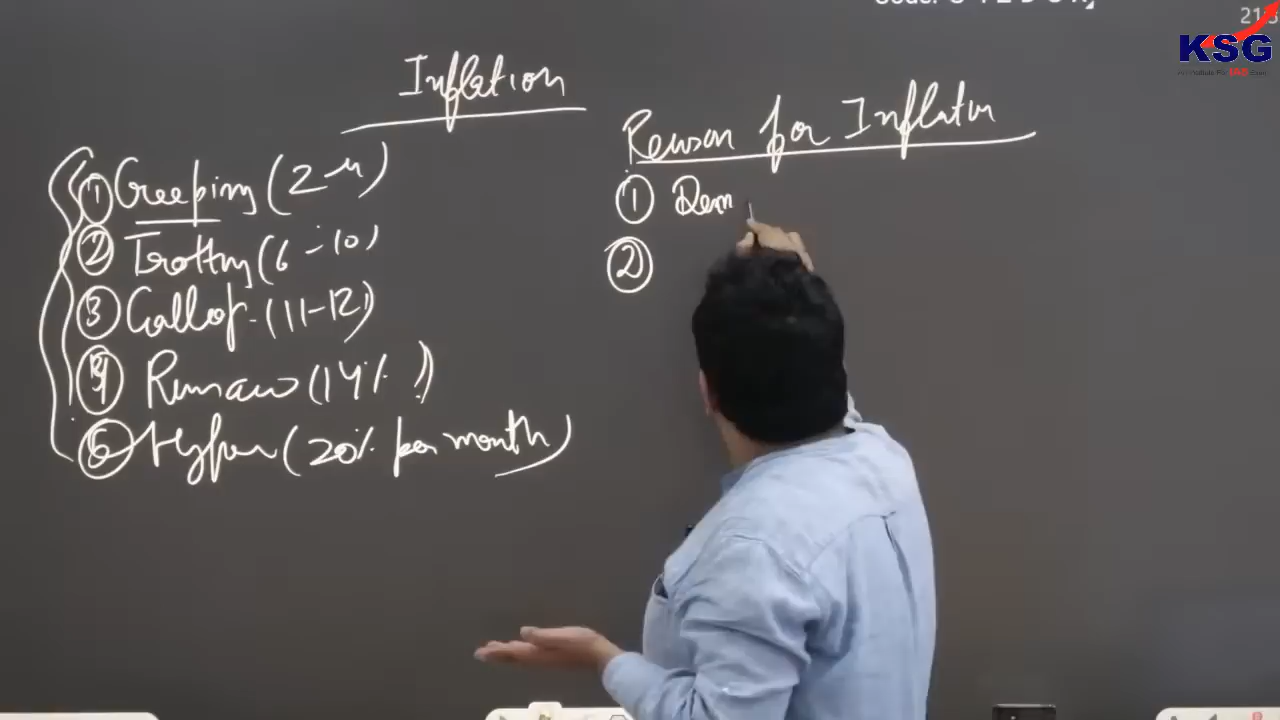 KSG
Inflation
① Creeping (2-4)
② Trotting (6-10)
③ Gallop. (11-12)
④ Runaw (14%)
⑤ Hyper (20% per month)
Reason for Inflation
① Dem
②